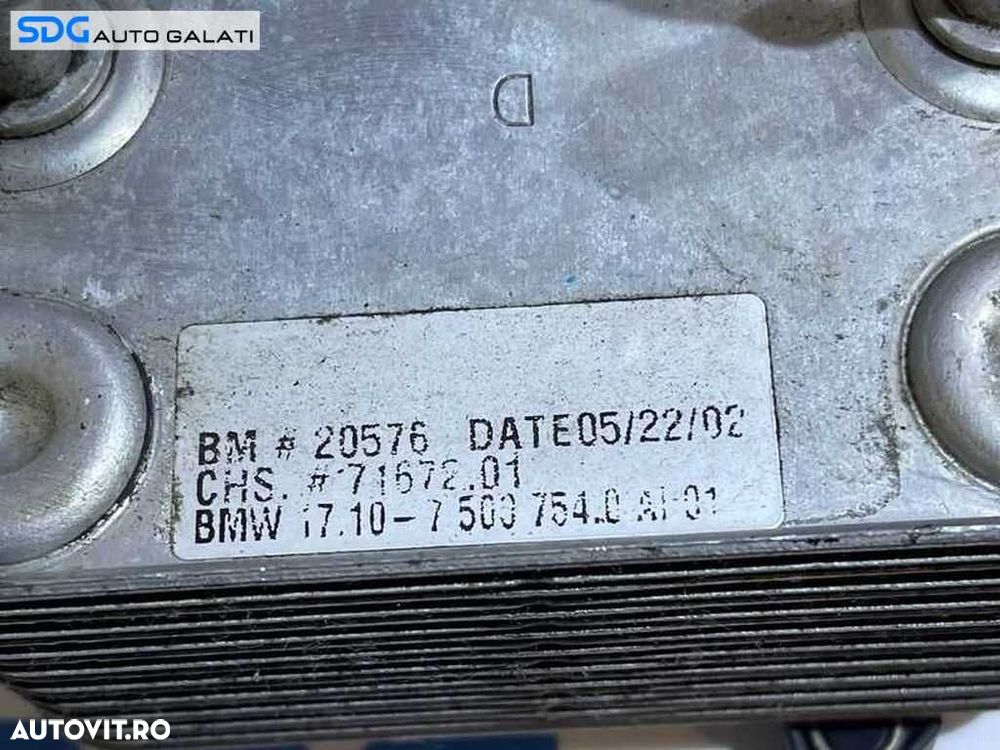 SDG AUTO GALATI
D
BM # 20576 DATE05/22/02
CHS. # 71672.01
BMW 17.10-7 500 754.0 AI 01
AUTOVIT.RO